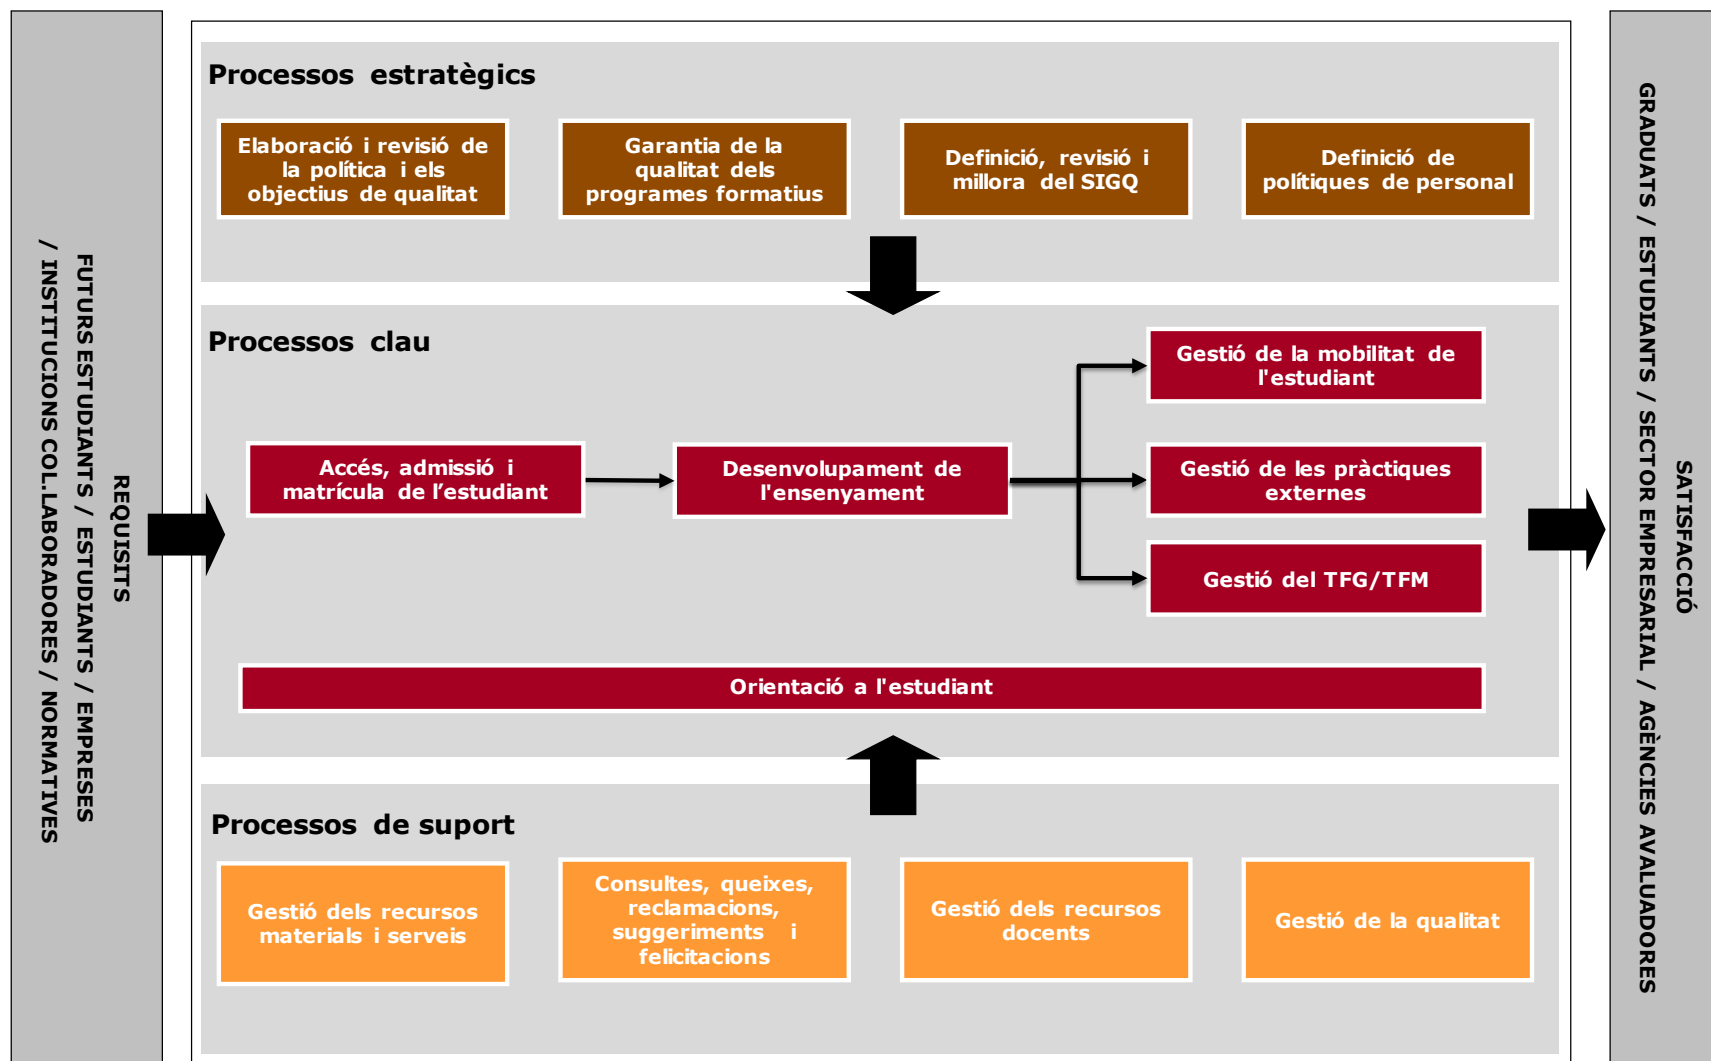 REQUISITS
FUTURS ESTUDIANTS / ESTUDIANTS / EMPRESES
/ INSTITUCIONS COL.LABORADORES / NORMATIVES
Processos estratègics
Elaboració i revisió de
la política i els
objectius de qualitat
Garantia de la
qualitat dels
programes formatius
Definició, revisió i
millora del SIGQ
Definició de
polítiques de personal
Processos clau
Accés, admissió i
matrícula de l’estudiant
Desenvolupament de
l'ensenyament
Gestió de la mobilitat de
l'estudiant
Gestió de les pràctiques
externes
Gestió del TFG/TFM
Orientació a l'estudiant
Processos de suport
Gestió dels recursos
materials i serveis
Consultes, queixes,
reclamacions,
suggeriments i
felicitacions
Gestió dels recursos
docents
Gestió de la qualitat
SATISFACCIÓ
GRADUATS / ESTUDIANTS / SECTOR EMPRESARIAL / AGÈNCIES AVALUADORES